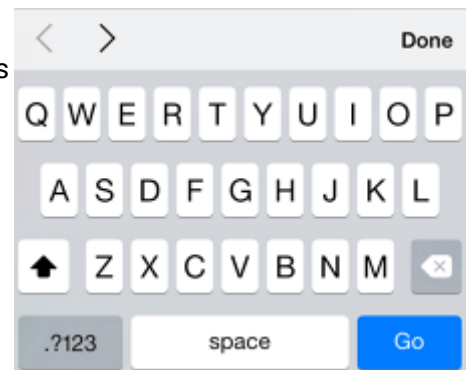 Done
s
Q W E R T Y U I O P
A S D F G H J K L
Z X C V B N M
.?123 space Go